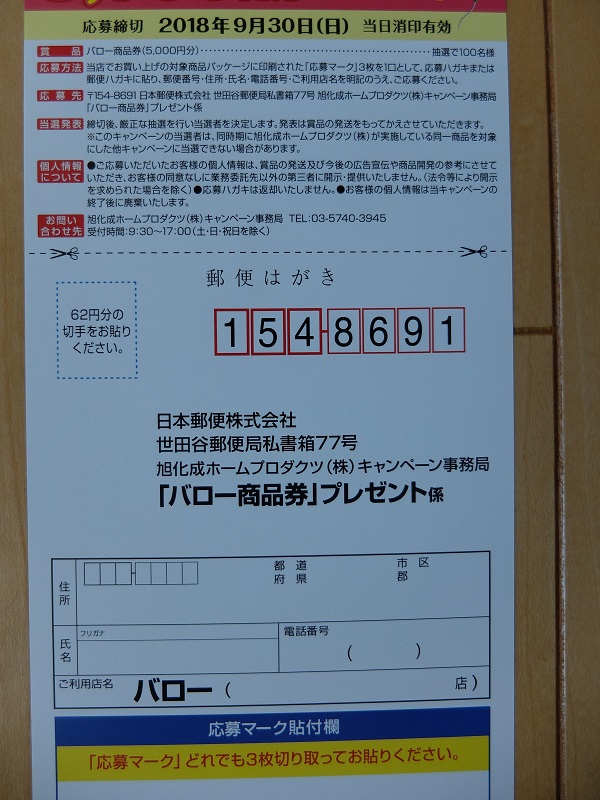 応募締切 2018年9月30日(日) 当日消印有効
賞品 バロー商品券(5,000円分)…………………………………抽選で100名様
応募方法 当店でお買い上げの対象商品パッケージに印刷された「応募マーク」3枚を1口として、応募ハガキまたは
郵便ハガキに貼り、郵便番号・住所・氏名・電話番号・ご利用店名を明記のうえ、ご応募ください。
応募先 〒154-8691 日本郵便株式会社 世田谷郵便局私書箱77号 旭化成ホームプロダクツ(株)キャンペーン事務局
「バロー商品券」プレゼント係
当選発表 締切後、厳正な抽選を行い当選者を決定します。発表は賞品の発送をもってかえさせていただきます。
※このキャンペーンの当選者は、同時期に旭化成ホームプロダクツ(株)が実施している同一商品を対象
にした他キャンペーンに当選できない場合があります。
個人情報について ●ご応募いただいたお客様の個人情報は、賞品の発送及び今後の広告宣伝や商品開発の参考にさせて
いただき、お客様の同意なしに業務委託先以外の第三者に開示・提供いたしません。(法令等により開示
を求められた場合を除く)●応募ハガキは返却いたしません。●お客様の個人情報は当キャンペーンの
終了後に廃棄いたします。
お問い合わせ先 旭化成ホームプロダクツ(株)キャンペーン事務局 TEL:03-5740-3945
受付時間:9:30〜17:00(土・日・祝日を除く)
郵便はがき
62円分の
切手をお貼り
ください。
154-8691
日本郵便株式会社
世田谷郵便局私書箱77号
旭化成ホームプロダクツ(株)キャンペーン事務局
「バロー商品券」プレゼント係
住所 都道府県 市区郡
氏名 フリガナ 電話番号 ( )
ご利用店名 バロー( 店)
応募マーク貼付欄
「応募マーク」どれでも3枚切り取ってお貼りください。